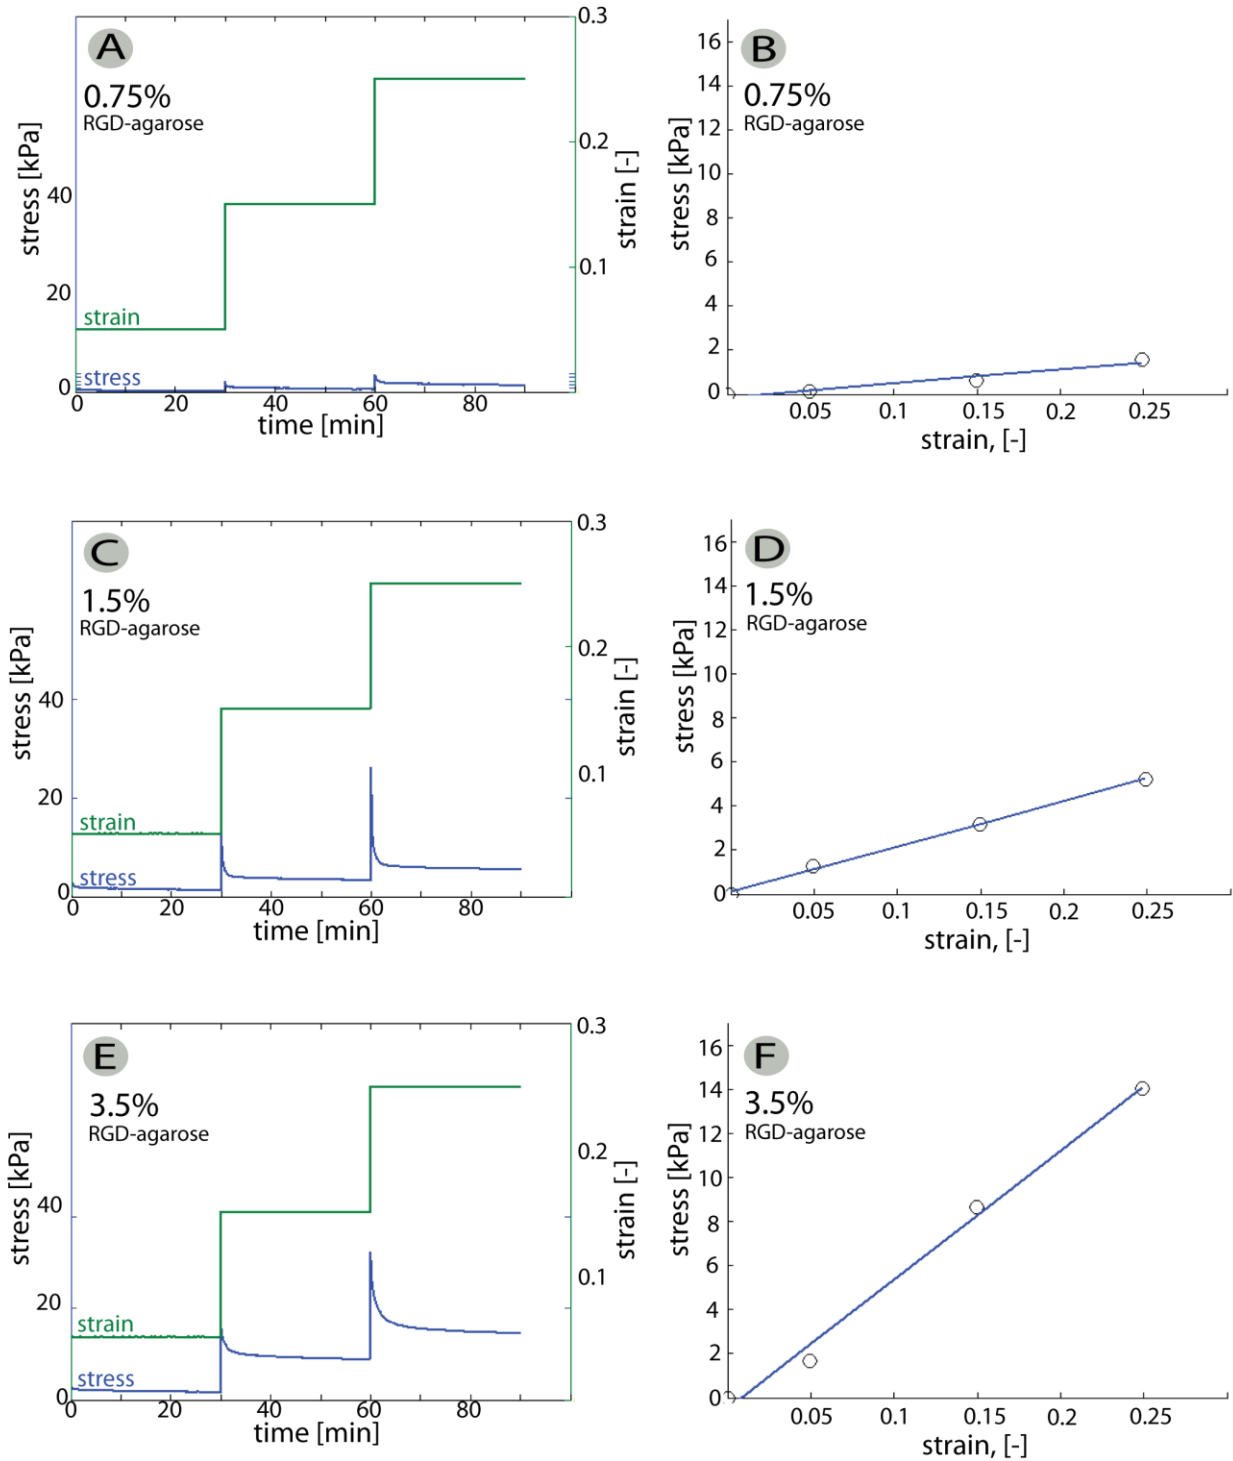 A
0.75%
RGD-agarose
stress [kPa]
40
20
0
strain
stress
0 20 40 60 80
time [min]
0.3
0.2
0.1
strain [-]
B
0.75%
RGD-agarose
stress [kPa]
16
14
12
10
8
6
4
2
0
0.05 0.1 0.15 0.2 0.25
strain, [-]
C
1.5%
RGD-agarose
stress [kPa]
40
20
0
strain
stress
0 20 40 60 80
time [min]
0.3
0.2
0.1
strain [-]
D
1.5%
RGD-agarose
stress [kPa]
16
14
12
10
8
6
4
2
0
0.05 0.1 0.15 0.2 0.25
strain, [-]
E
3.5%
RGD-agarose
stress [kPa]
40
20
0
strain
stress
0 20 40 60 80
time [min]
0.3
0.2
0.1
strain [-]
F
3.5%
RGD-agarose
stress [kPa]
16
14
12
10
8
6
4
2
0
0.05 0.1 0.15 0.2 0.25
strain, [-]